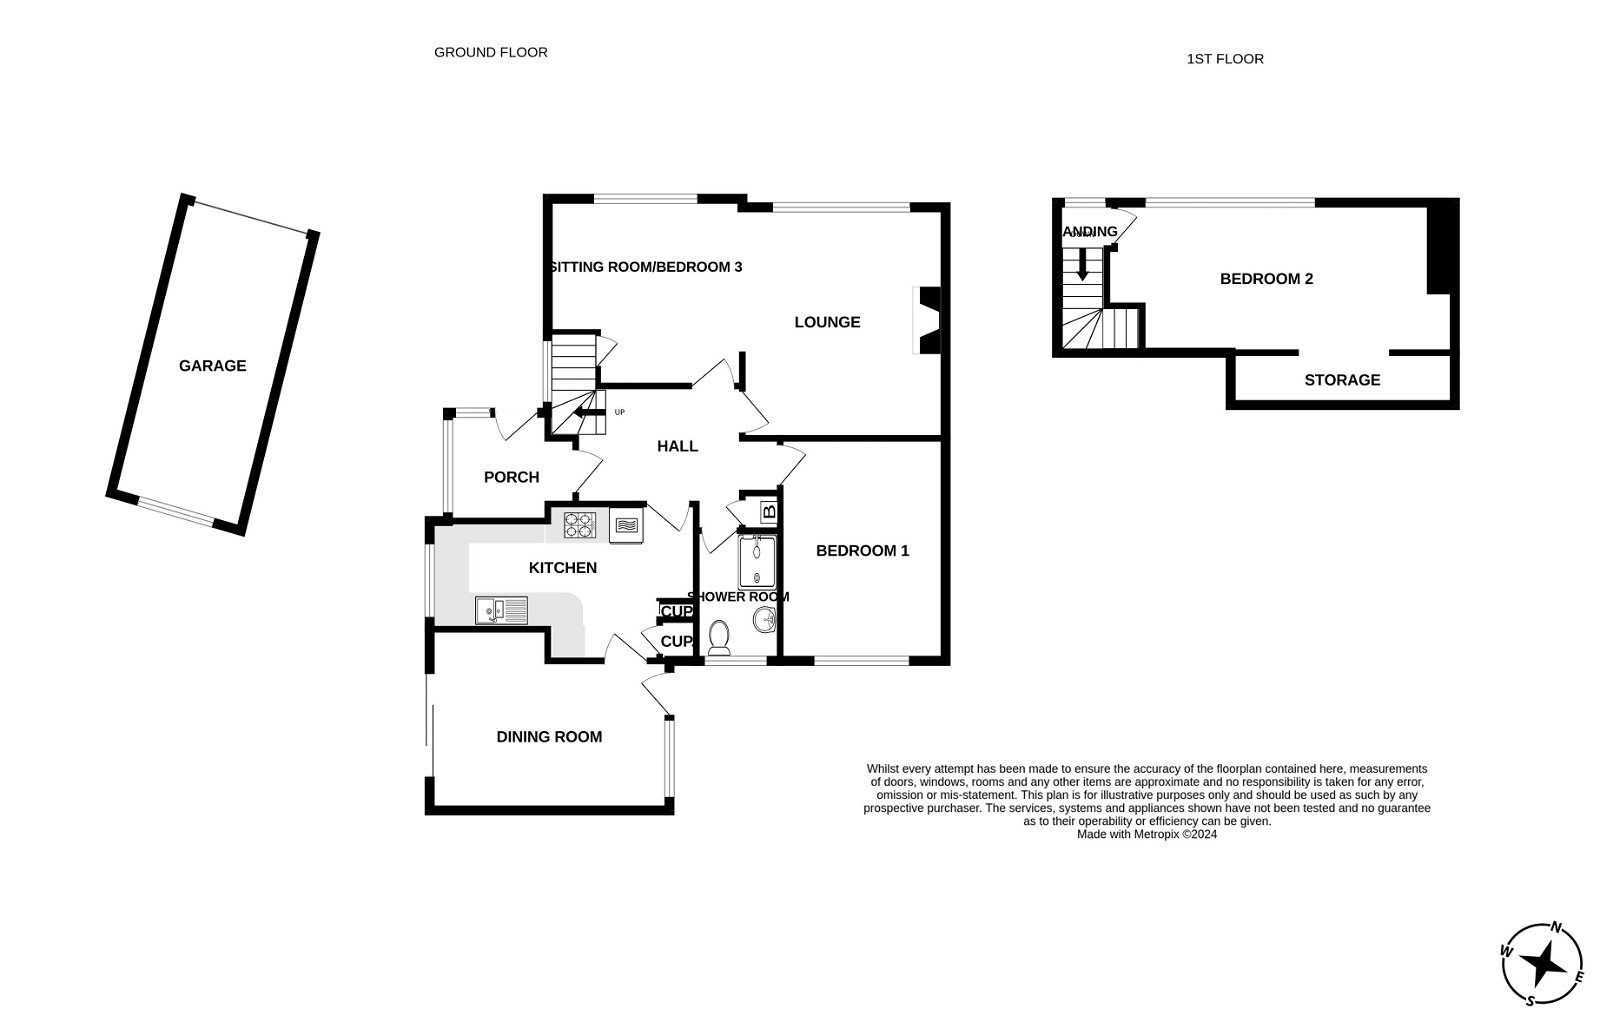 GROUND FLOOR
1ST FLOOR
SITTING ROOM/BEDROOM 3
LOUNGE
GARAGE
UP
HALL
PORCH
B
BEDROOM 1
KITCHEN
SHOWER ROOM
CUP
CUP
DINING ROOM
ANDING
DOWN
BEDROOM 2
STORAGE
Whilst every attempt has been made to ensure the accuracy of the floorplan contained here, measurements
of doors, windows, rooms and any other items are approximate and no responsibility is taken for any error,
omission or mis-statement. This plan is for illustrative purposes only and should be used as such by any
prospective purchaser. The services, systems and appliances shown have not been tested and no guarantee
as to their operability or efficiency can be given.
Made with Metropix ©2024
N
W
E
S